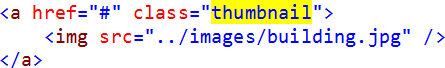 <a href="#" class="thumbnail">
    <img src="../images/building.jpg" />
</a>